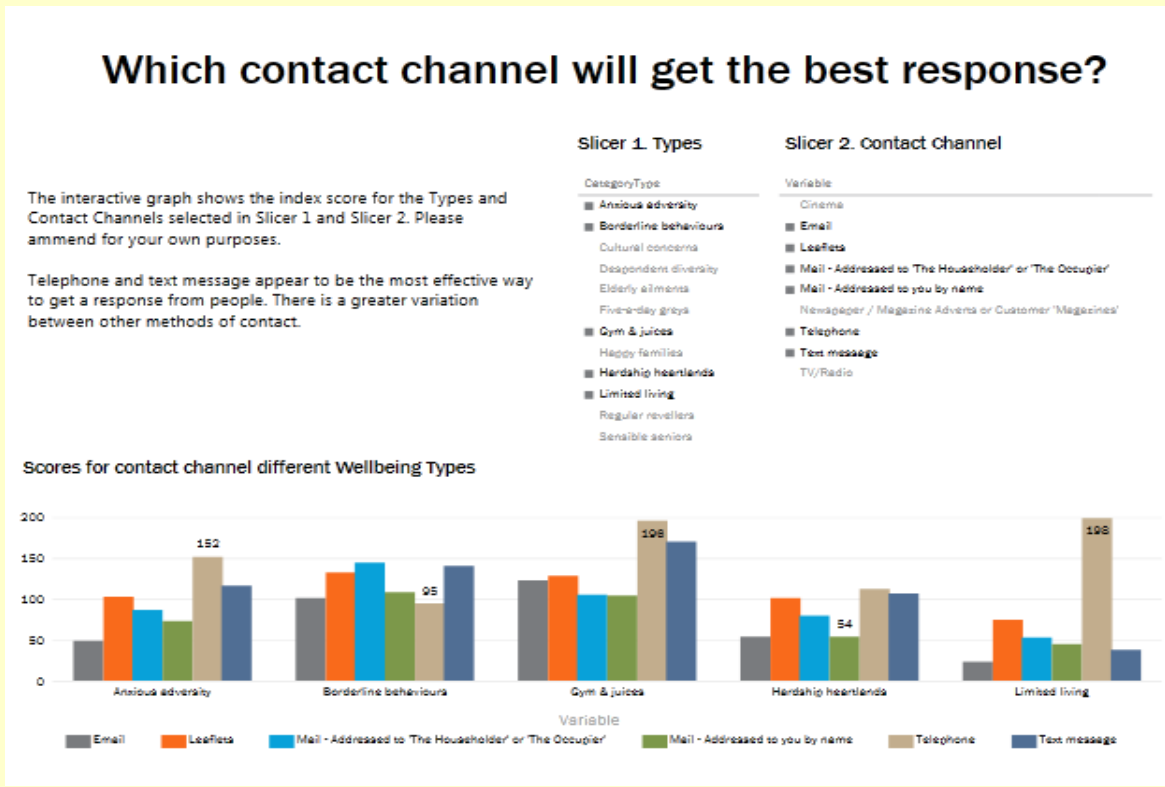 Which contact channel will get the best response?
Slicer 1. Types
Slicer 2. Contact Channel
The interactive graph shows the index score for the Types and
Contact Channels selected in Slicer 1 and Slicer 2. Please
ammend for your own purposes.
Telephone and text message appear to be the most effective way
to get a response from people. There is a greater variation
between other methods of contact.
CategoryType
Anxious adversity
Borderline behaviours
Cultural concerns
Despondent diversity
Elderly ailments
Five-a-day greys
Gym & juices
Happy families
Hardship heartlands
Limited living
Regular revellers
Sensible seniors
Variable
Cinema
Email
Leaflets
Mail - Addressed to 'The Householder' or 'The Occupier'
Mail - Addressed to you by name
Newspaper / Magazine Adverts or Customer 'Magazines'
Telephone
Text message
TV/Radio
Scores for contact channel different Wellbeing Types
200
150
100
50
0
152
95
196
54
198
Anxious adversity
Borderline behaviours
Gym & juices
Hardship heartlands
Limited living
Variable
Email
Leaflets
Mail - Addressed to 'The Householder' or 'The Occupier'
Mail - Addressed to you by name
Telephone
Text message